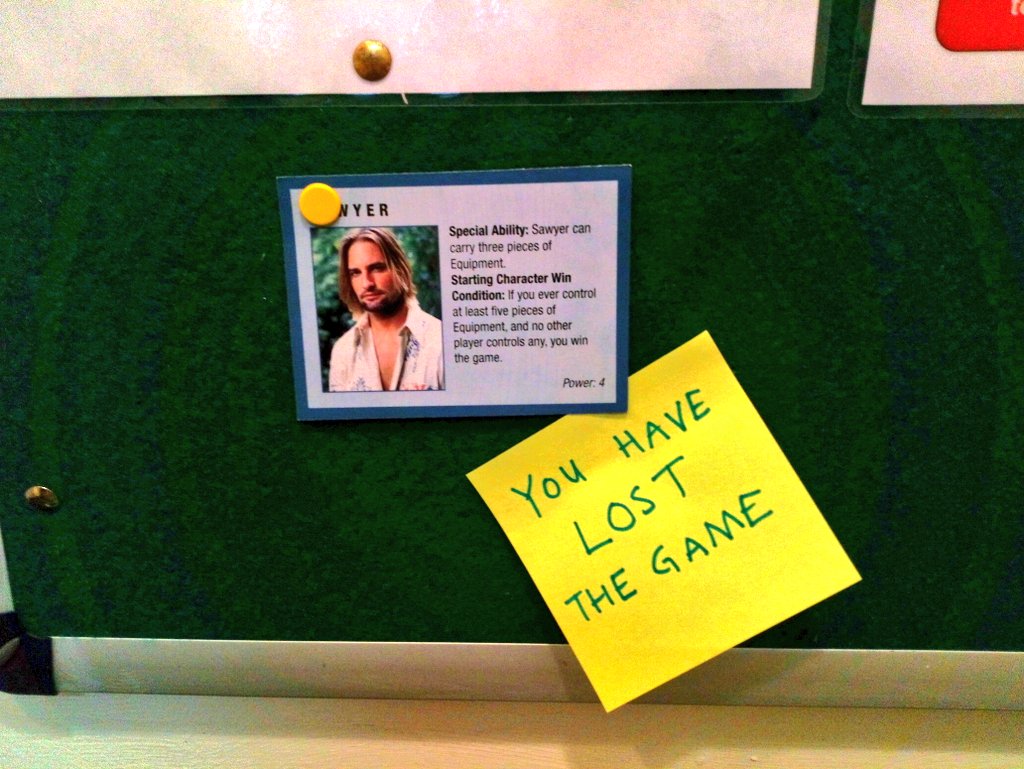 WYER
Special Ability: Sawyer can
carry three pieces of
Equipment.
Starting Character Win
Condition: If you ever control
at least five pieces of
Equipment, and no other
player controls any, you win
the game.
Power: 4
YOU HAVE
LOST
THE GAME